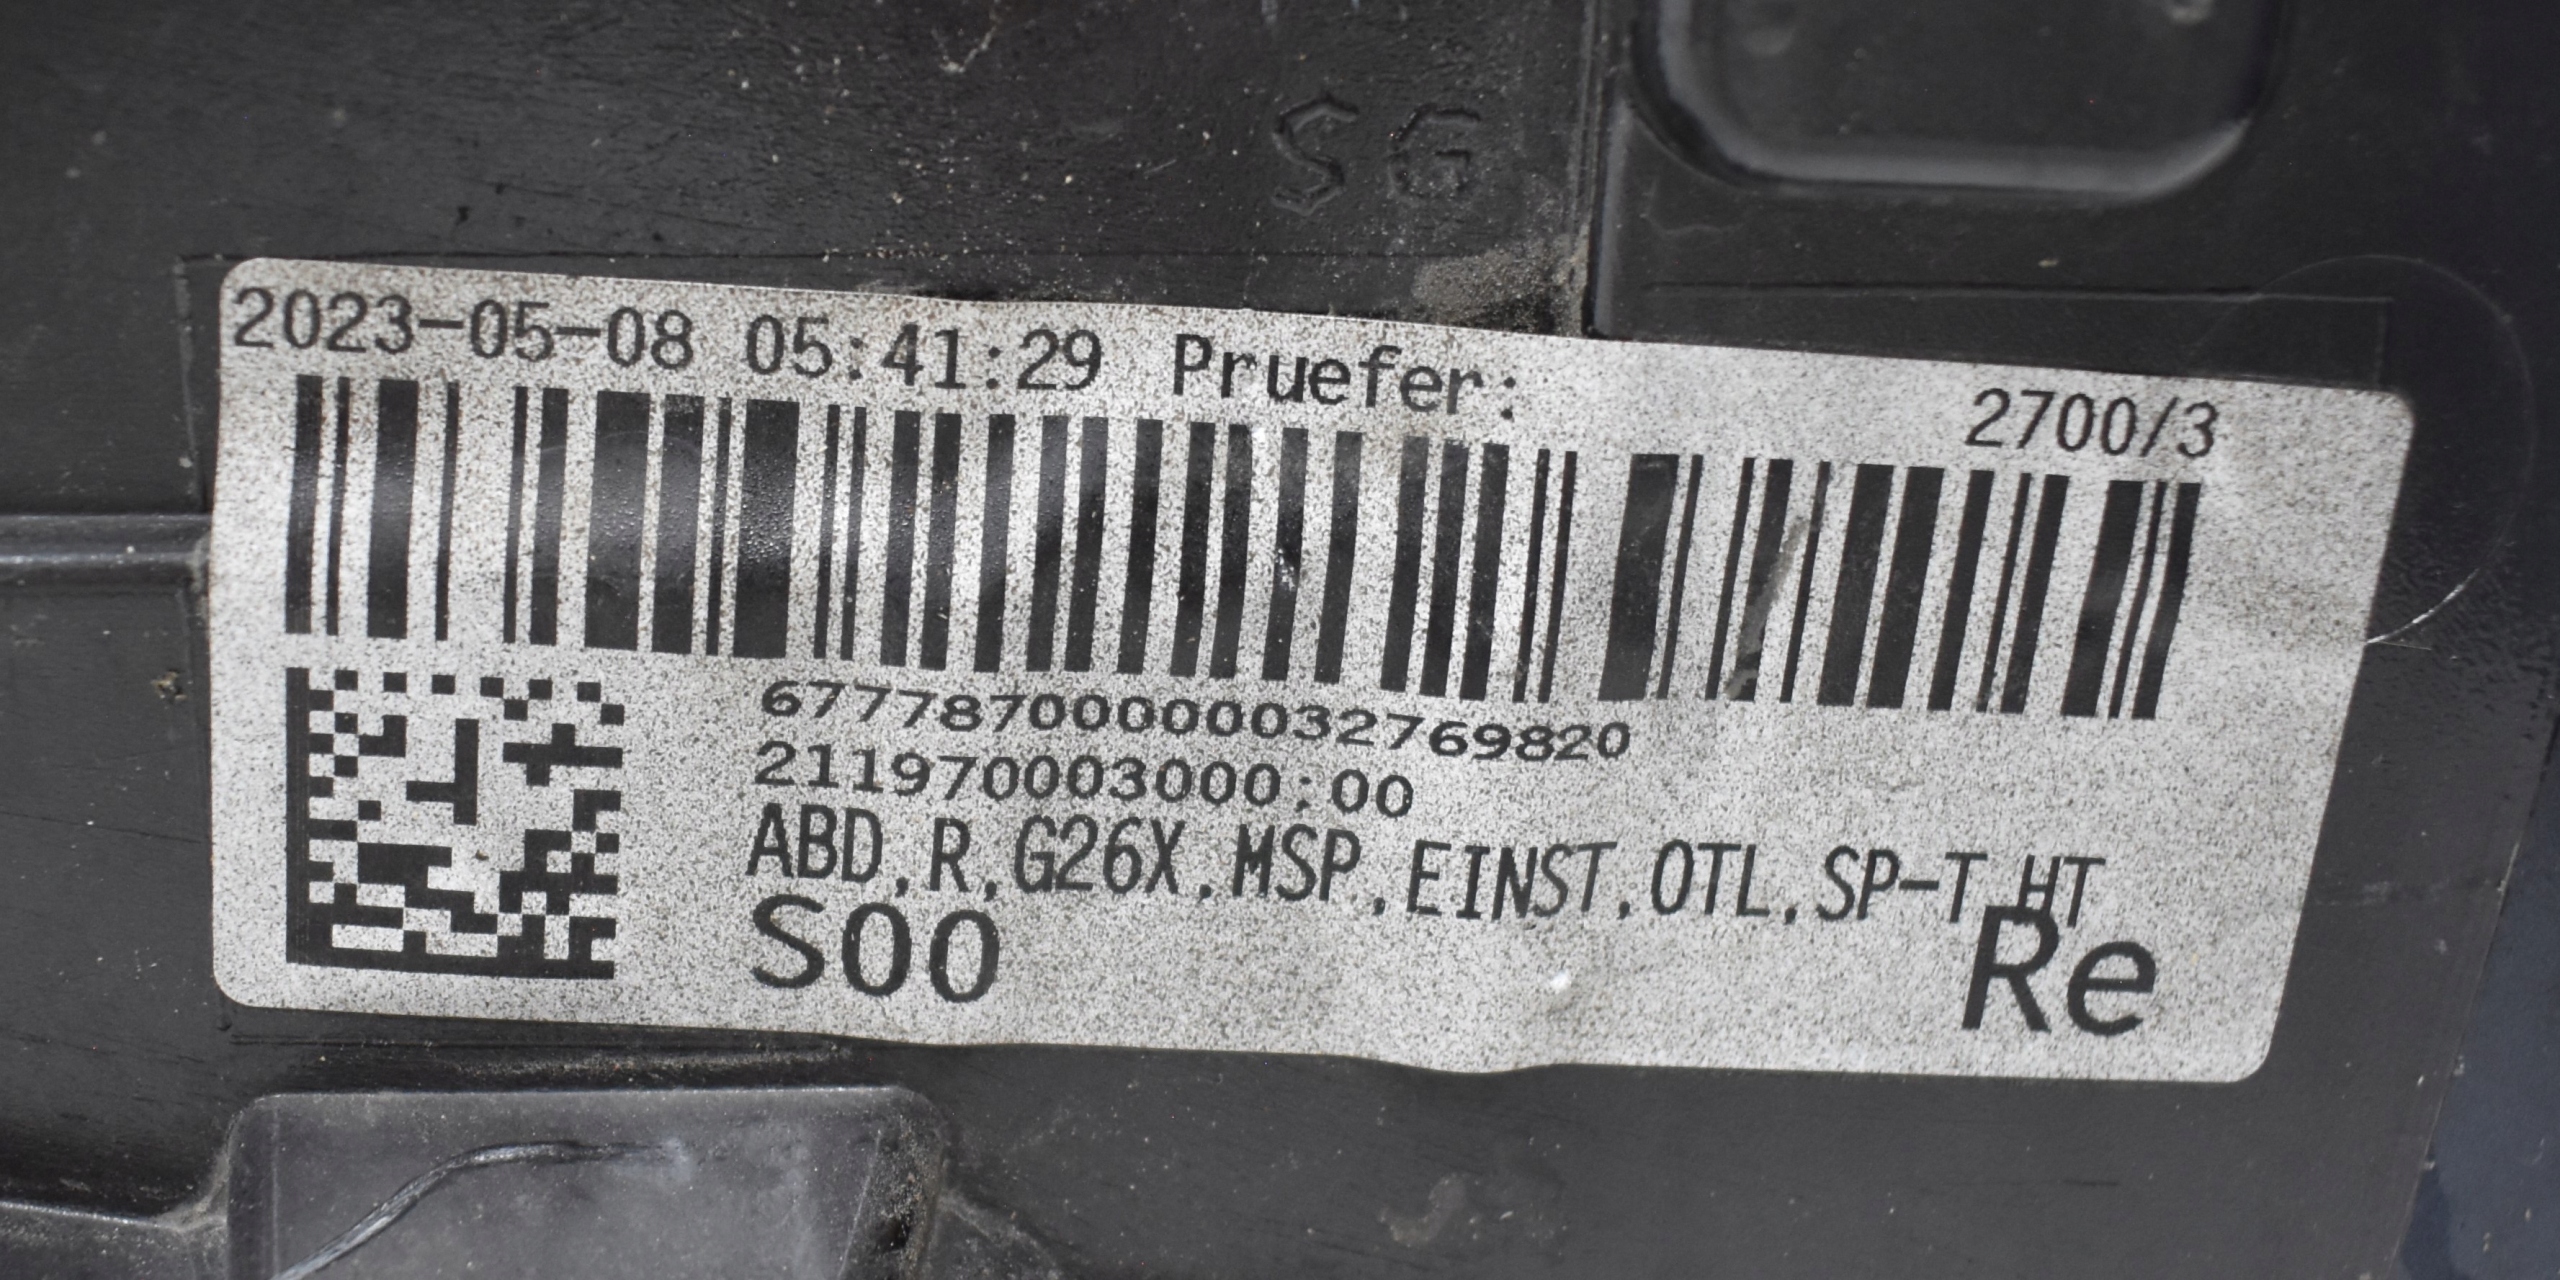 SG
2023-05-08 05:41:29 Pruefer:
2700/3
67778700000032769820
211970003000:00
ABD,R,G26X,MSP,EINST,OTL,SP-T,HT
S00
Re